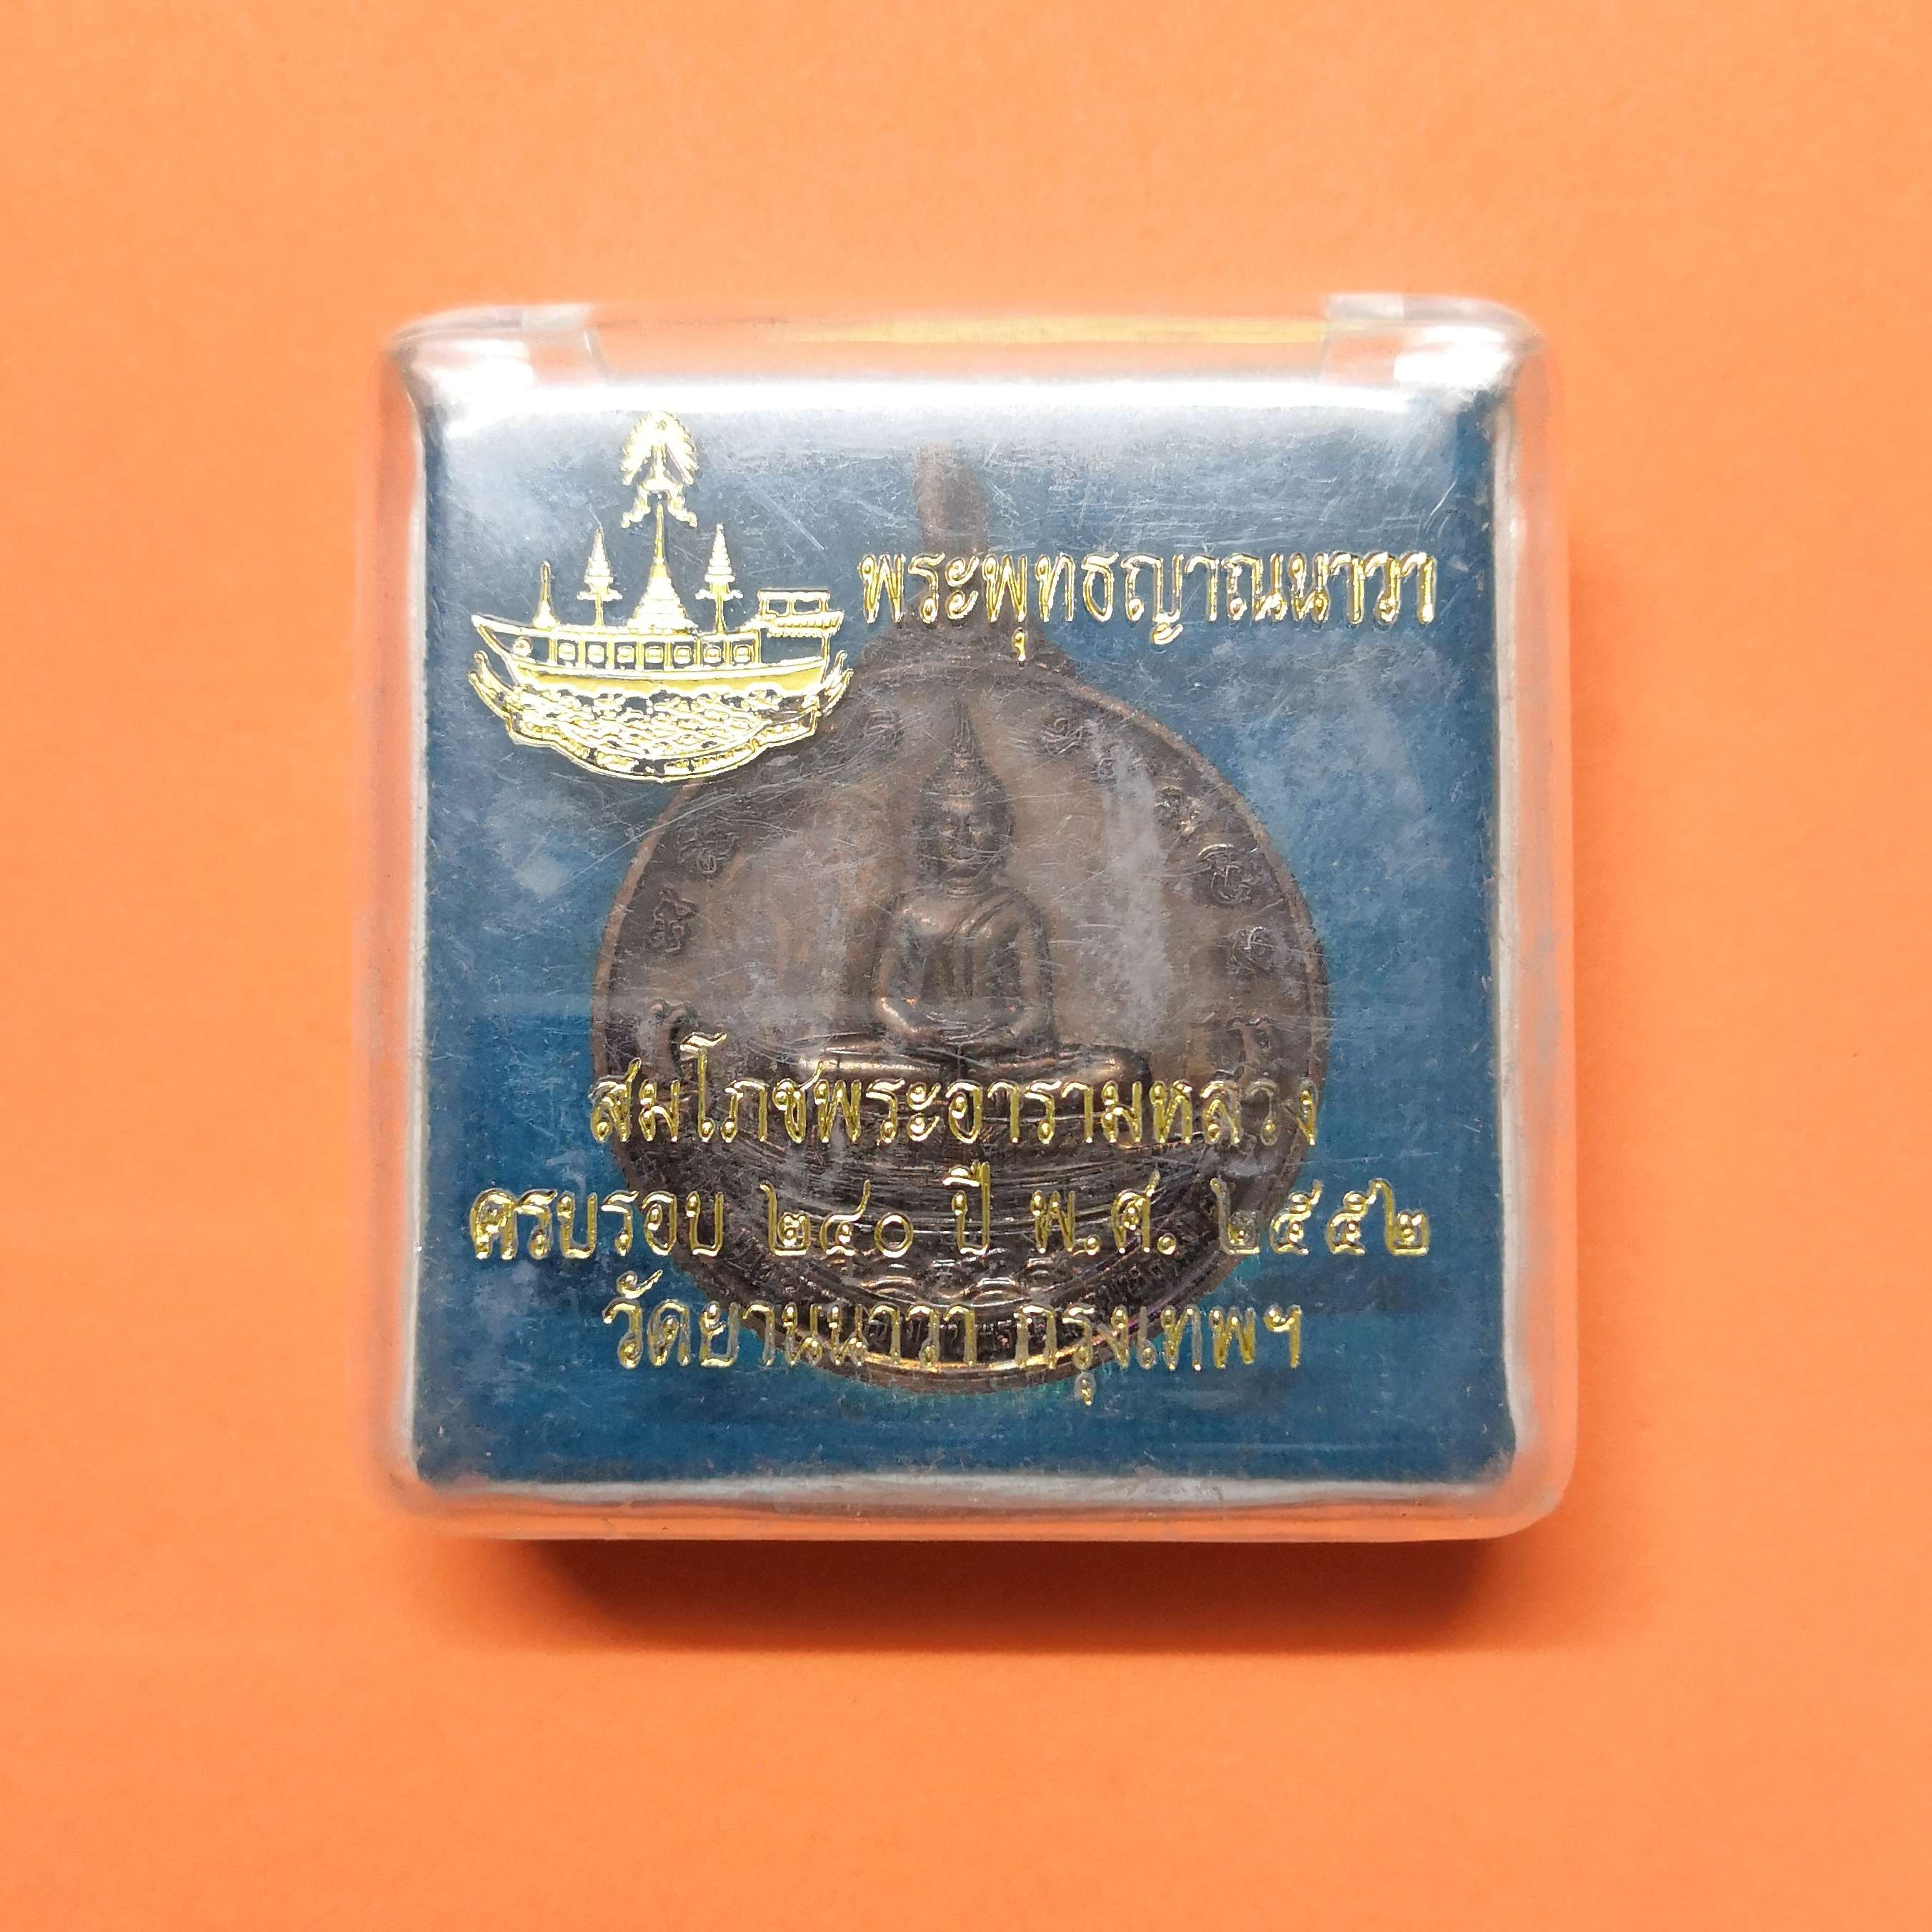 พระพุทธญาณนาวา
สมโภชพระอารามหลวง
ครบรอบ ๒๔๐ ปี พ.ศ. ๒๕๕๒
วัดยานนาวา กรุงเทพฯ